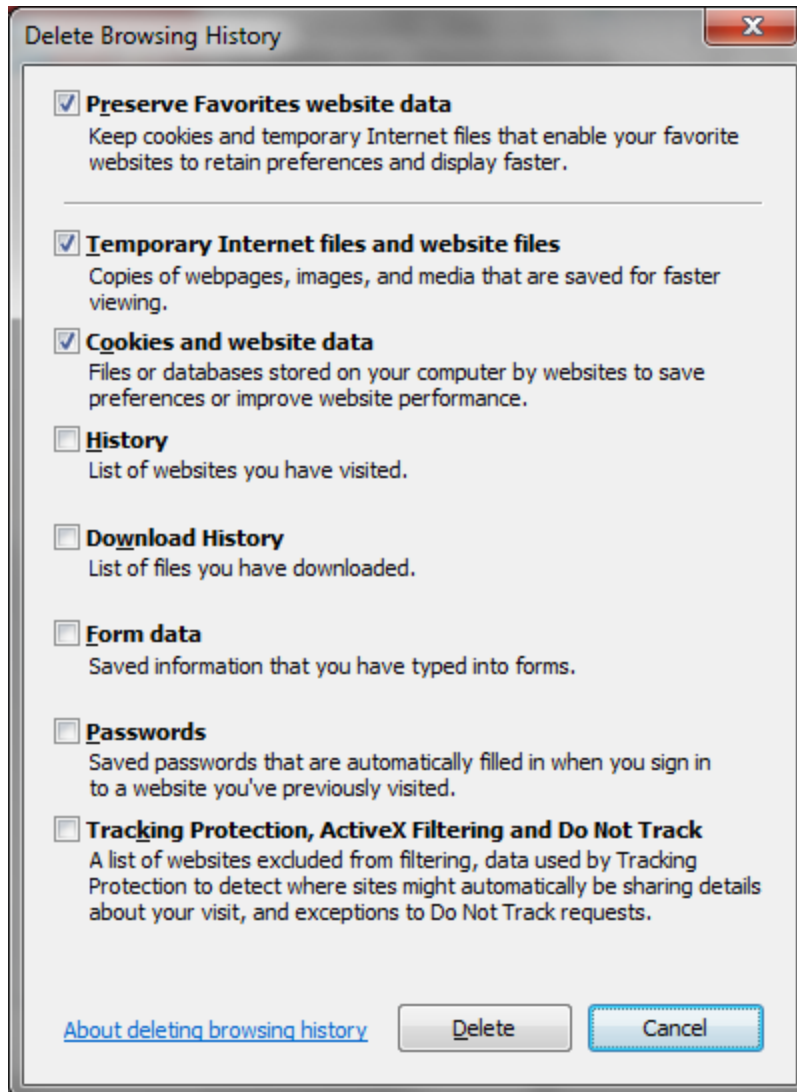 Delete Browsing History
Preserve Favorites website data
Keep cookies and temporary Internet files that enable your favorite
websites to retain preferences and display faster.
Temporary Internet files and website files
Copies of webpages, images, and media that are saved for faster
viewing.
Cookies and website data
Files or databases stored on your computer by websites to save
preferences or improve website performance.
History
List of websites you have visited.
Download History
List of files you have downloaded.
Form data
Saved information that you have typed into forms.
Passwords
Saved passwords that are automatically filled in when you sign in
to a website you've previously visited.
Tracking Protection, ActiveX Filtering and Do Not Track
A list of websites excluded from filtering, data used by Tracking
Protection to detect where sites might automatically be sharing details
about your visit, and exceptions to Do Not Track requests.
About deleting browsing history Delete Cancel